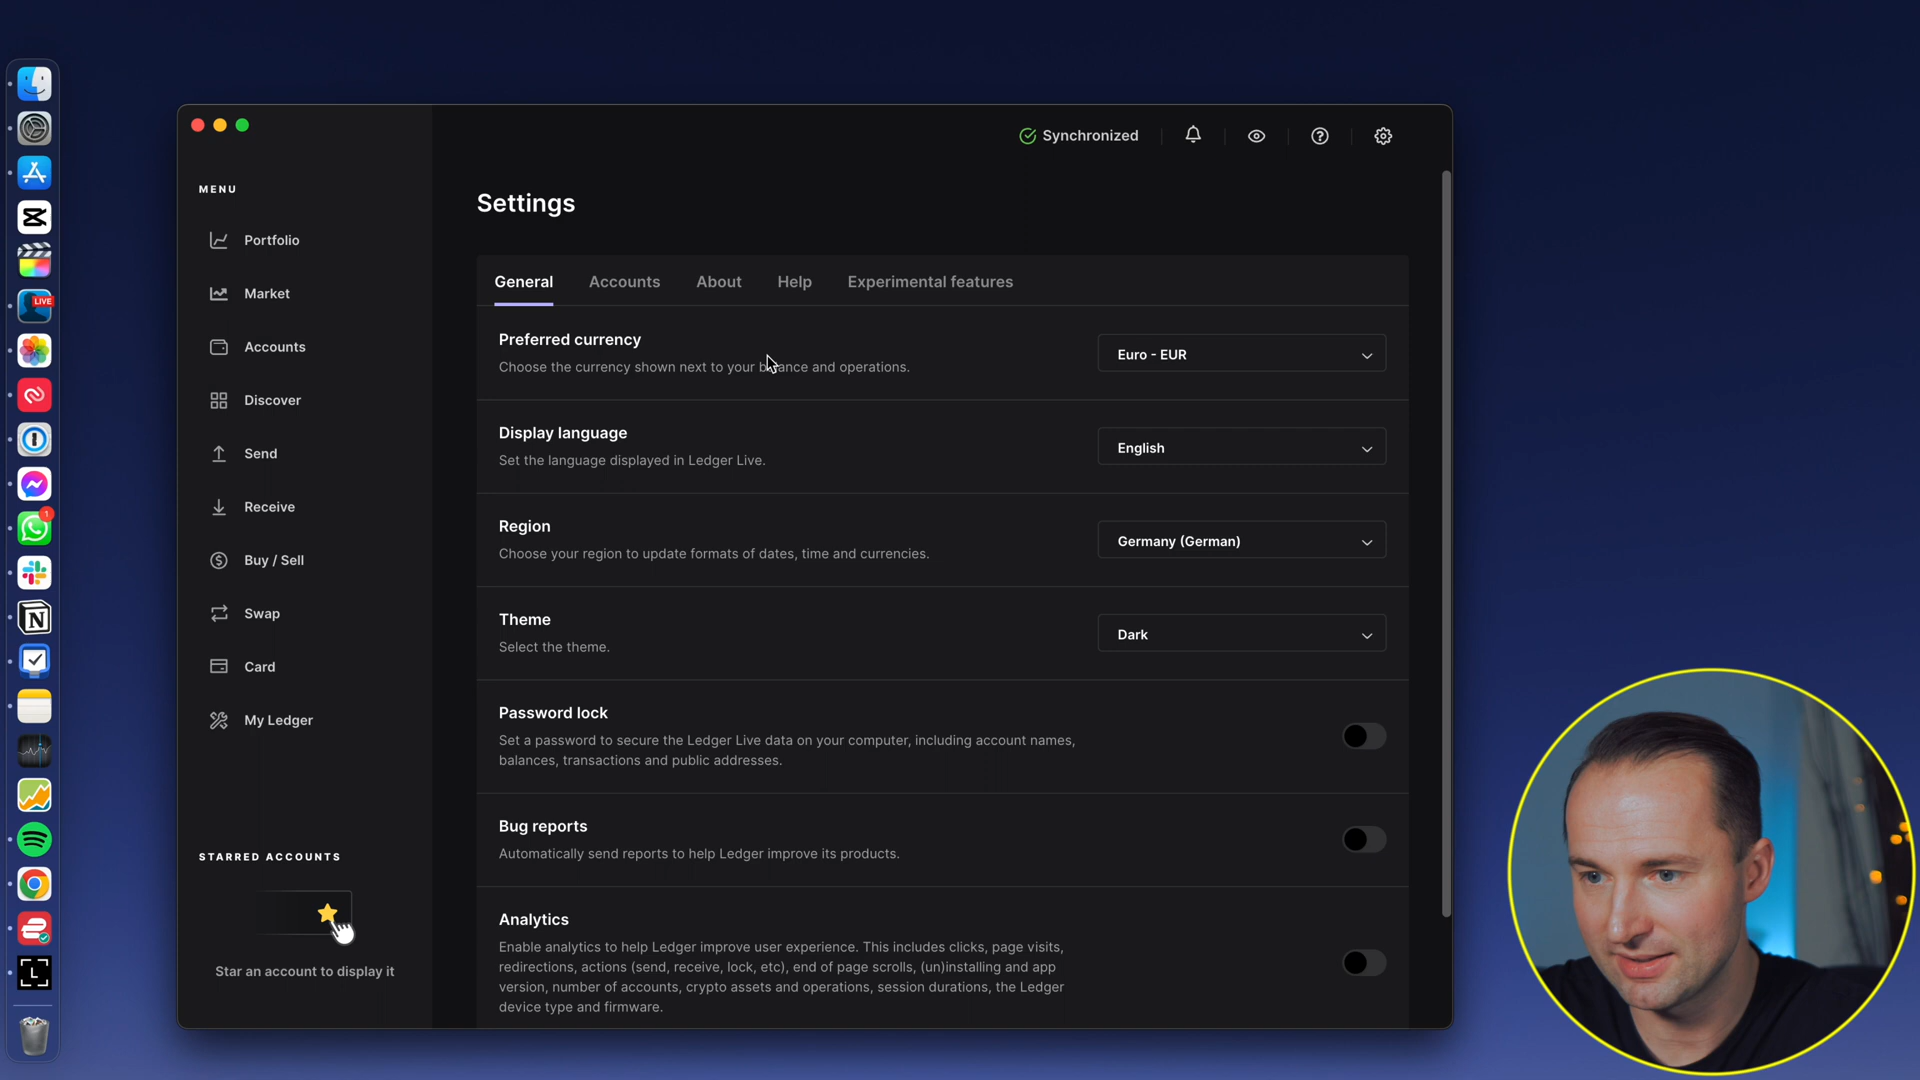 LIVE
1
N
L
MENU
Portfolio
Market
Accounts
Discover
Send
Receive
Buy / Sell
Swap
Card
My Ledger
STARRED ACCOUNTS
Star an account to display it
Synchronized
Settings
General Accounts About Help Experimental features
Preferred currency
Choose the currency shown next to your balance and operations.
Euro - EUR
Display language
Set the language displayed in Ledger Live.
English
Region
Choose your region to update formats of dates, time and currencies.
Germany (German)
Theme
Select the theme.
Dark
Password lock
Set a password to secure the Ledger Live data on your computer, including account names,
balances, transactions and public addresses.
Bug reports
Automatically send reports to help Ledger improve its products.
Analytics
Enable analytics to help Ledger improve user experience. This includes clicks, page visits,
redirections, actions (send, receive, lock, etc), end of page scrolls, (un)installing and app
version, number of accounts, crypto assets and operations, session durations, the Ledger
device type and firmware.